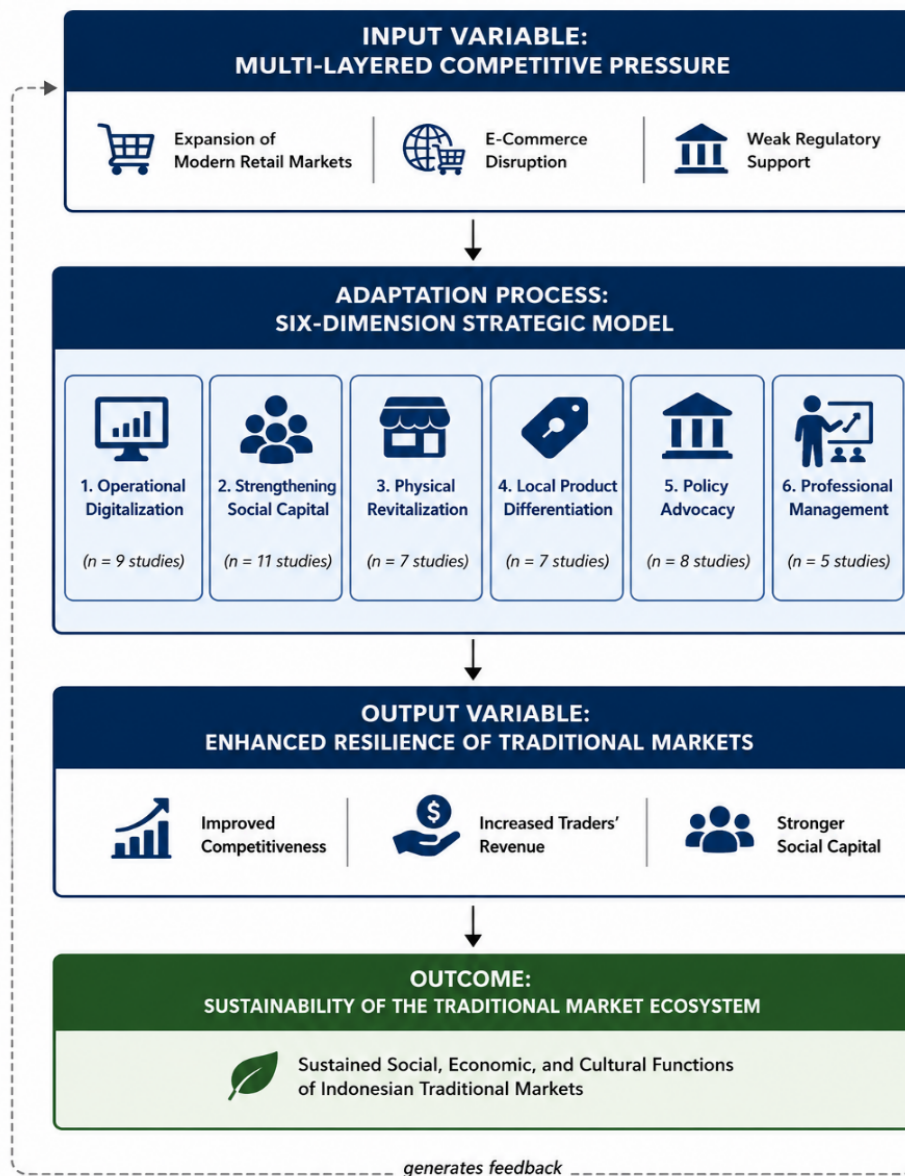 INPUT VARIABLE:
MULTI-LAYERED COMPETITIVE PRESSURE
Expansion of
Modern Retail Markets
E-Commerce
Disruption
Weak Regulatory
Support
ADAPTATION PROCESS:
SIX-DIMENSION STRATEGIC MODEL
1. Operational
Digitalization
(n = 9 studies)
2. Strengthening
Social Capital
(n = 11 studies)
3. Physical
Revitalization
(n = 7 studies)
4. Local Product
Differentiation
(n = 7 studies)
5. Policy
Advocacy
(n = 8 studies)
6. Professional
Management
(n = 5 studies)
OUTPUT VARIABLE:
ENHANCED RESILIENCE OF TRADITIONAL MARKETS
Improved
Competitiveness
$
Increased Traders'
Revenue
Stronger
Social Capital
OUTCOME:
SUSTAINABILITY OF THE TRADITIONAL MARKET ECOSYSTEM
Sustained Social, Economic, and Cultural Functions
of Indonesian Traditional Markets
generates feedback